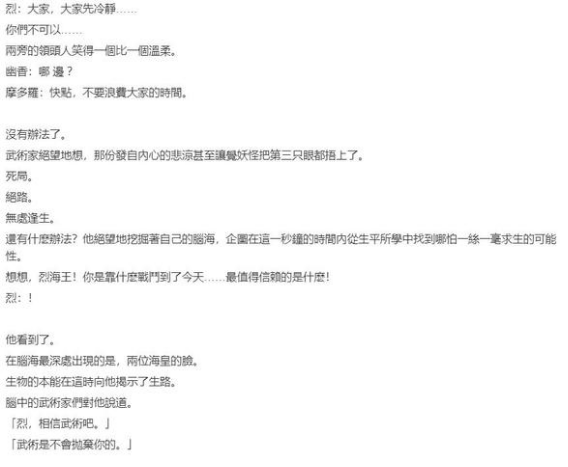 烈：大家，大家先冷靜……
你們不可以……
兩旁的領頭人笑得一個比一個溫柔。
幽香：哪 邊 ？
摩多羅：快點，不要浪費大家的時間。
沒有辦法了。
武術家絕望地想，那份發自內心的悲涼甚至讓覺妖怪把第三只眼都捂上了。
死局。
絕路。
無處逢生。
還有什麼辦法？他絕望地挖掘著自己的腦海，企圖在這一秒鐘的時間內從生平所學中找到哪怕一絲一毫求生的可能
性。
想想，烈海王！你是靠什麼戰鬥到了今天……最值得信賴的是什麼！
烈：！
他看到了。
在腦海最深處出現的是，兩位海皇的臉。
生物的本能在這時向他揭示了生路。
腦中的武術家們對他說道。
「烈，相信武術吧。」
「武術是不會拋棄你的。」